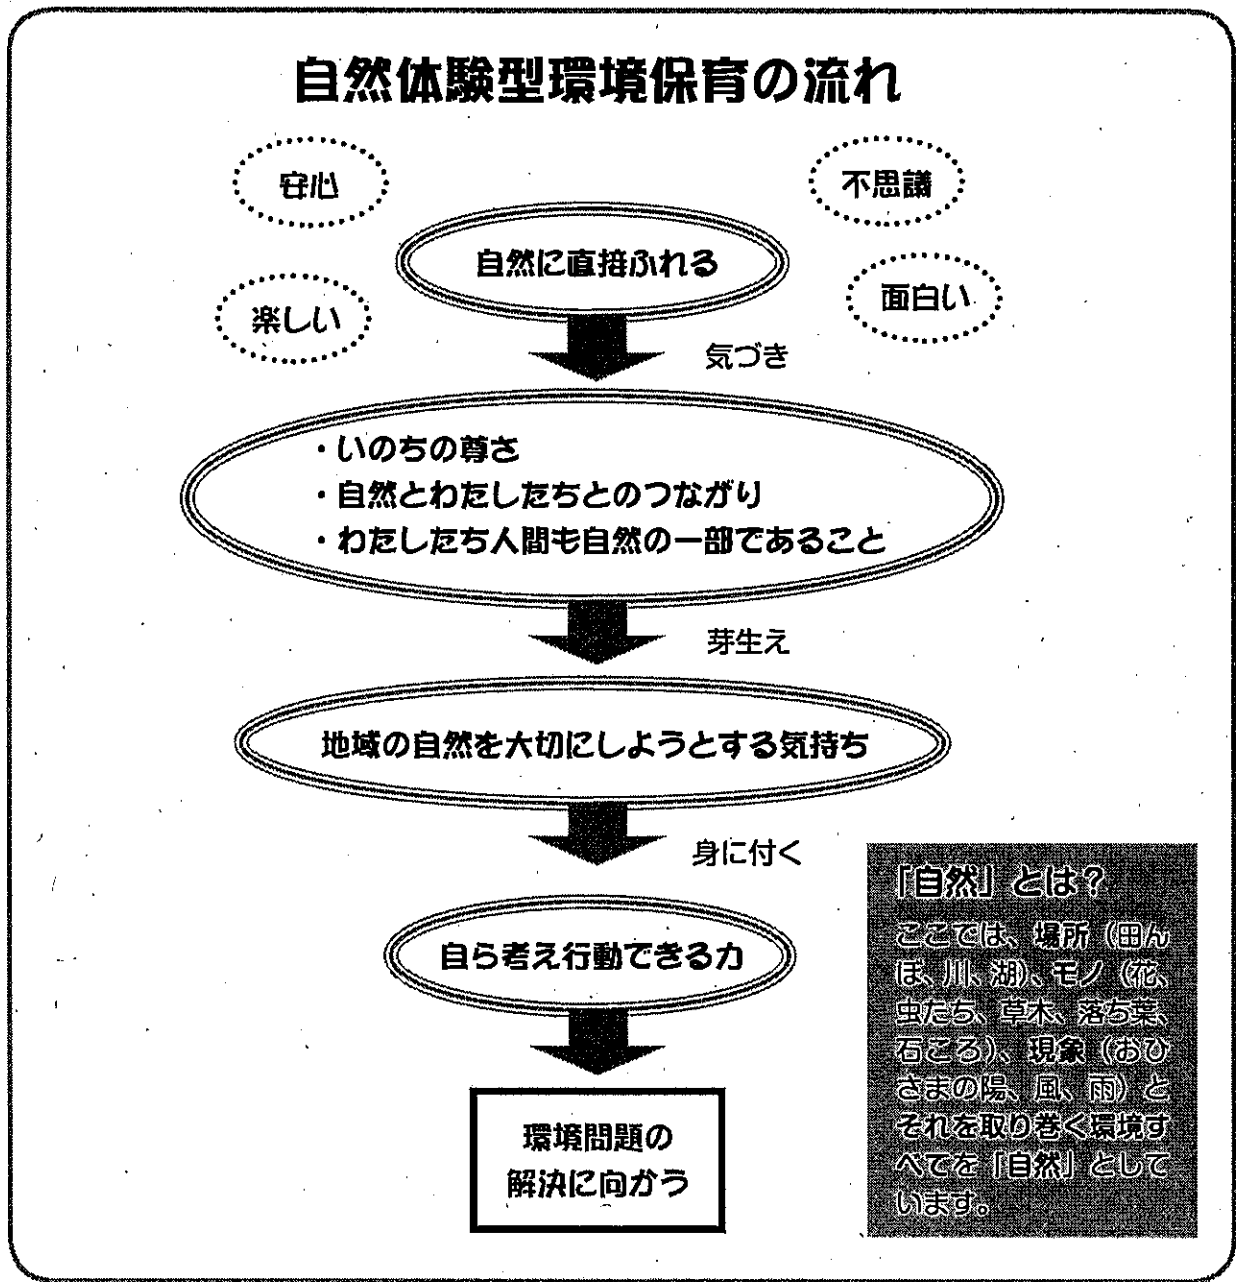 自然体験型環境保育の流れ
安心
不思議
自然に直接ふれる
楽しい
面白い
気づき
・いのちの尊さ
・自然とわたしたちとのつながり
・わたしたち人間も自然の一部であること
芽生え
地域の自然を大切にしようとする気持ち
身に付く
自ら考え行動できる力
環境問題の
解決に向かう
「自然」とは？
ここでは、場所（田ん
ぼ、川、湖）、モノ（花、
虫たち、草木、落ち葉、
石ころ）、現象（おひ
さまの陽、風、雨）と
それを取り巻く環境す
べてを「自然」として
います。